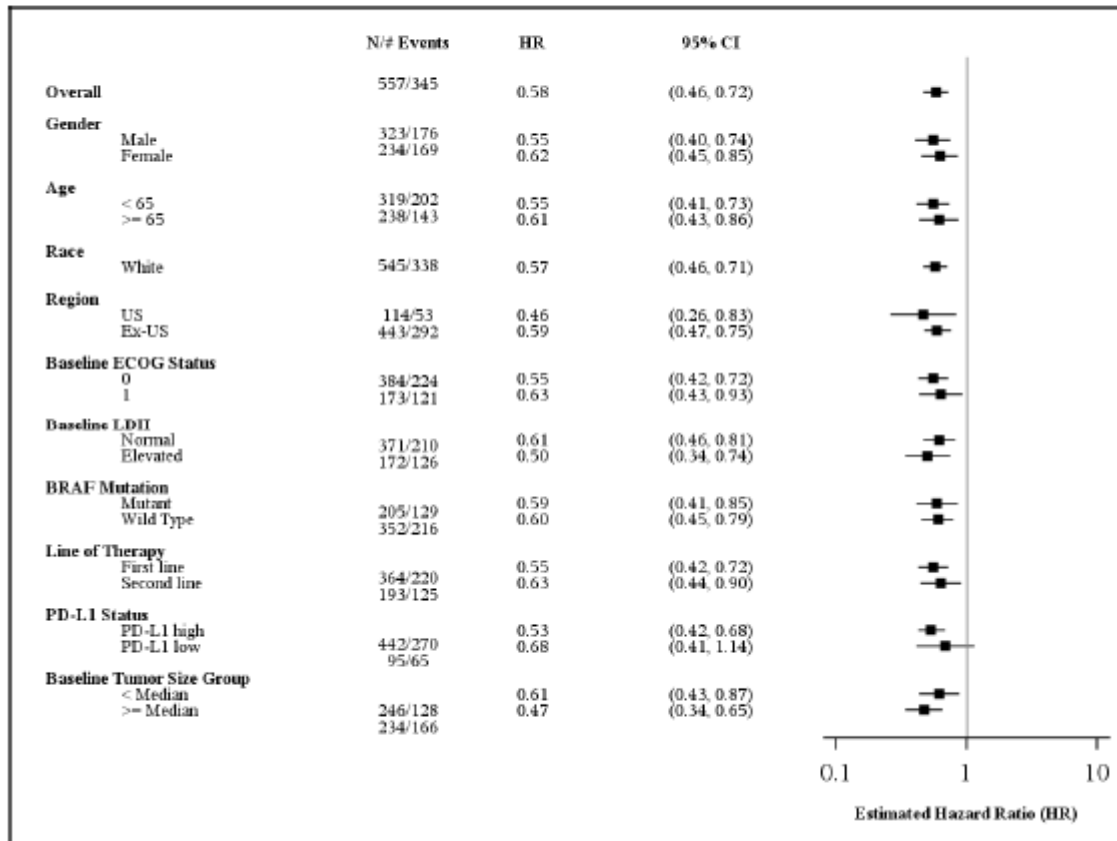 N/# Events HR 95% CI
Overall 557/345 0.58 (0.46, 0.72)
Gender
Male 323/176 0.55 (0.40, 0.74)
Female 234/169 0.62 (0.45, 0.85)
Age
< 65 319/202 0.55 (0.41, 0.73)
>= 65 238/143 0.61 (0.43, 0.86)
Race
White 545/338 0.57 (0.46, 0.71)
Region
US 114/53 0.46 (0.26, 0.83)
Ex-US 443/292 0.59 (0.47, 0.75)
Baseline ECOG Status
0 384/224 0.55 (0.42, 0.72)
1 173/121 0.63 (0.43, 0.93)
Baseline LDH
Normal 371/210 0.61 (0.46, 0.81)
Elevated 172/126 0.50 (0.34, 0.74)
BRAF Mutation
Mutant 205/129 0.59 (0.41, 0.85)
Wild Type 352/216 0.60 (0.45, 0.79)
Line of Therapy
First line 364/220 0.55 (0.42, 0.72)
Second line 193/125 0.63 (0.44, 0.90)
PD-L1 Status
PD-L1 high 442/270 0.53 (0.42, 0.68)
PD-L1 low 95/65 0.68 (0.41, 1.14)
Baseline Tumor Size Group
< Median 246/128 0.61 (0.43, 0.87)
>= Median 234/166 0.47 (0.34, 0.65)
0.1 1 10
Estimated Hazard Ratio (HR)